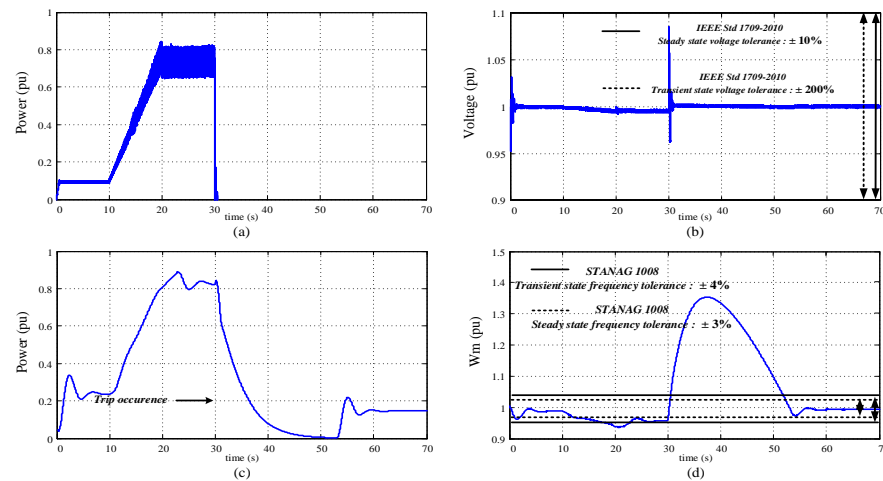 1
0.8
0.6
0.4
0.2
0
Power (pu)
0 10 20 30 40 50 60 70
time (s)
(a)
1.1
1.05
1
0.95
0.9
Voltage (pu)
IEEE Std 1709-2010
Steady state voltage tolerance : ± 10%
IEEE Std 1709-2010
Transient state voltage tolerance : ± 200%
0 10 20 30 40 50 60 70
time (s)
(b)
1
0.8
0.6
0.4
0.2
0
Power (pu)
Trip occurence
0 10 20 30 40 50 60 70
time (s)
(c)
1.5
1.4
1.3
1.2
1.1
1
0.9
Wm (pu)
STANAG 1008
Transient state frequency tolerance : ± 4%
STANAG 1008
Steady state frequency tolerance : ± 3%
0 10 20 30 40 50 60 70
time (s)
(d)